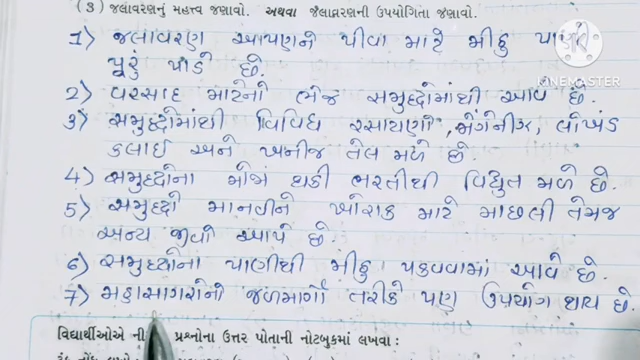 (3) જલાવરણનું મહત્ત્વ જણાવો. અથવા જલાવરણની ઉપયોગિતા જણાવો.
1) જલાવરણ આપણને પીવા માટે મીઠુ
પૂરું પાડે છે.
2) વરસાદ માટેનો ભેજ સમુદ્રોમાંથી આવે છે.
3) સમુદ્રોમાંથી વિવિધ રસાયણો, મેંગેનીઝ, લોખંડ
કલાઈ અને ખનીજ તેલ મળે છે.
4) સમુદ્રોના મોજાં થકી ભરતીથી વિદ્યુત મળે છે.
5) સમુદ્રો માનવીને ખોરાક માટે માછલી તેમજ
અન્ય જીવો આપે છે.
6) સમુદ્રોના પાણીથી મીઠુ પકવવામાં આવે છે.
7) મહાસાગરોનો જળમાર્ગો તરીકે પણ ઉપયોગ થાય છે.
વિદ્યાર્થીઓએ પ્રશ્નોના ઉત્તર પોતાની નોટબુકમાં લખવા:
KINEMASTER